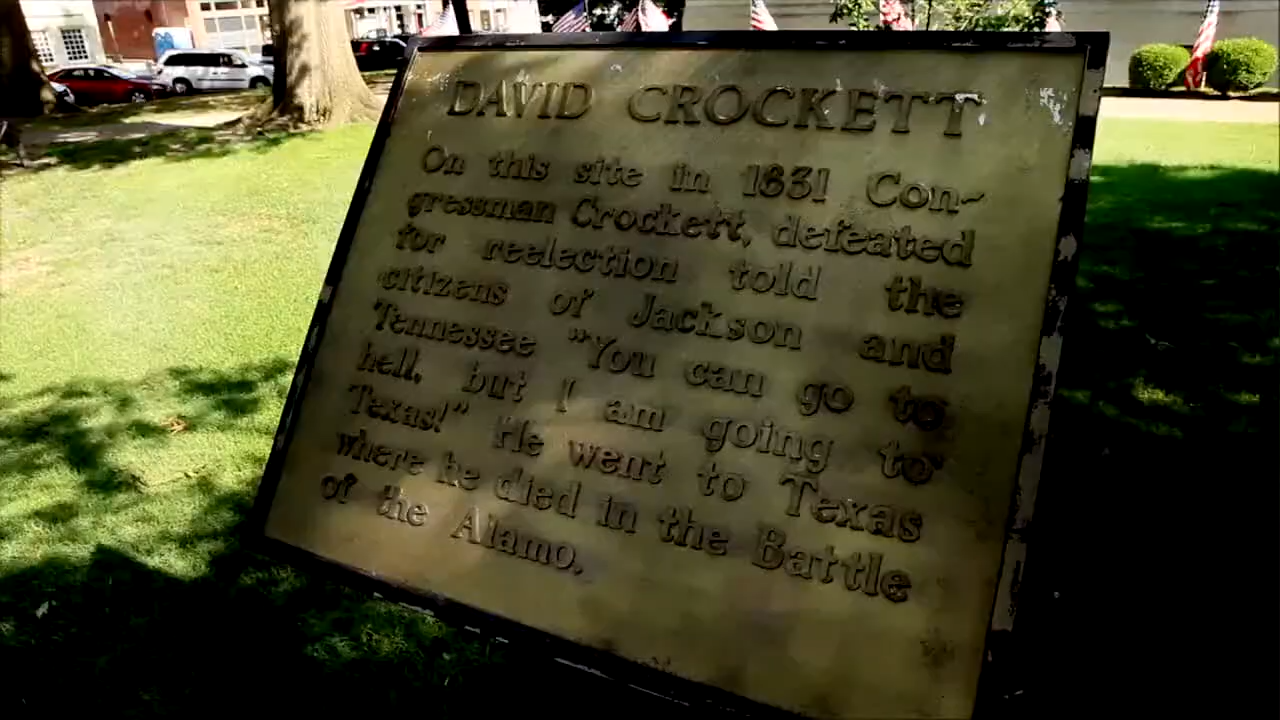 DAVID CROCKETT
On this site in 1831 Con~
gressman Crockett, defeated
for reelection told the
citizens of Jackson and
Tennessee "You can go to
hell, but I am going to
Texas!" He went to Texas
where he died in the Battle
of the Alamo.